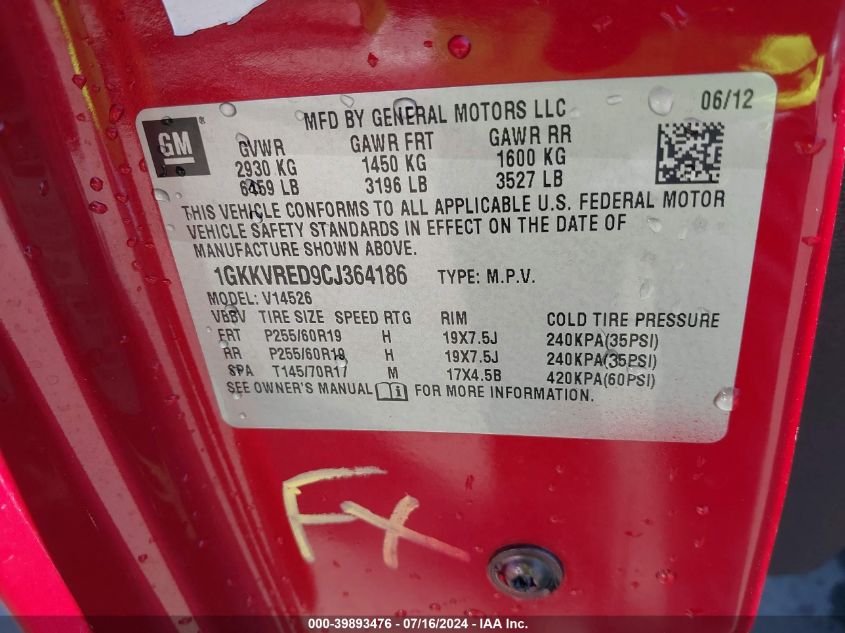 MFD BY GENERAL MOTORS LLC 06/12
GM
GVWR GAWR FRT GAWR RR
2930 KG 1450 KG 1600 KG
6459 LB 3196 LB 3527 LB
THIS VEHICLE CONFORMS TO ALL APPLICABLE U.S. FEDERAL MOTOR
VEHICLE SAFETY STANDARDS IN EFFECT ON THE DATE OF
MANUFACTURE SHOWN ABOVE.
1GKKVRED9CJ364186 TYPE: M.P.V.
MODEL: V14526
VBBV TIRE SIZE SPEED RTG RIM COLD TIRE PRESSURE
FRT P255/60R19 H 19X7.5J 240KPA(35PSI)
RR P255/60R19 H 19X7.5J 240KPA(35PSI)
SPA T145/70R17 M 17X4.5B 420KPA(60PSI)
SEE OWNER'S MANUAL FOR MORE INFORMATION.
FX
000-39893476 - 07/16/2024 - IAAI.com